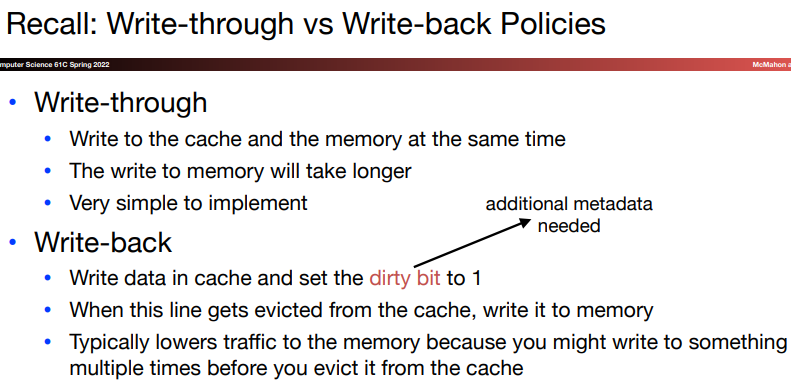 Recall: Write-through vs Write-back Policies
mputer Science 61C Spring 2022
McMahon a
• Write-through
• Write to the cache and the memory at the same time
• The write to memory will take longer
• Very simple to implement
additional metadata
needed
• Write-back
• Write data in cache and set the dirty bit to 1
• When this line gets evicted from the cache, write it to memory
• Typically lowers traffic to the memory because you might write to something
multiple times before you evict it from the cache